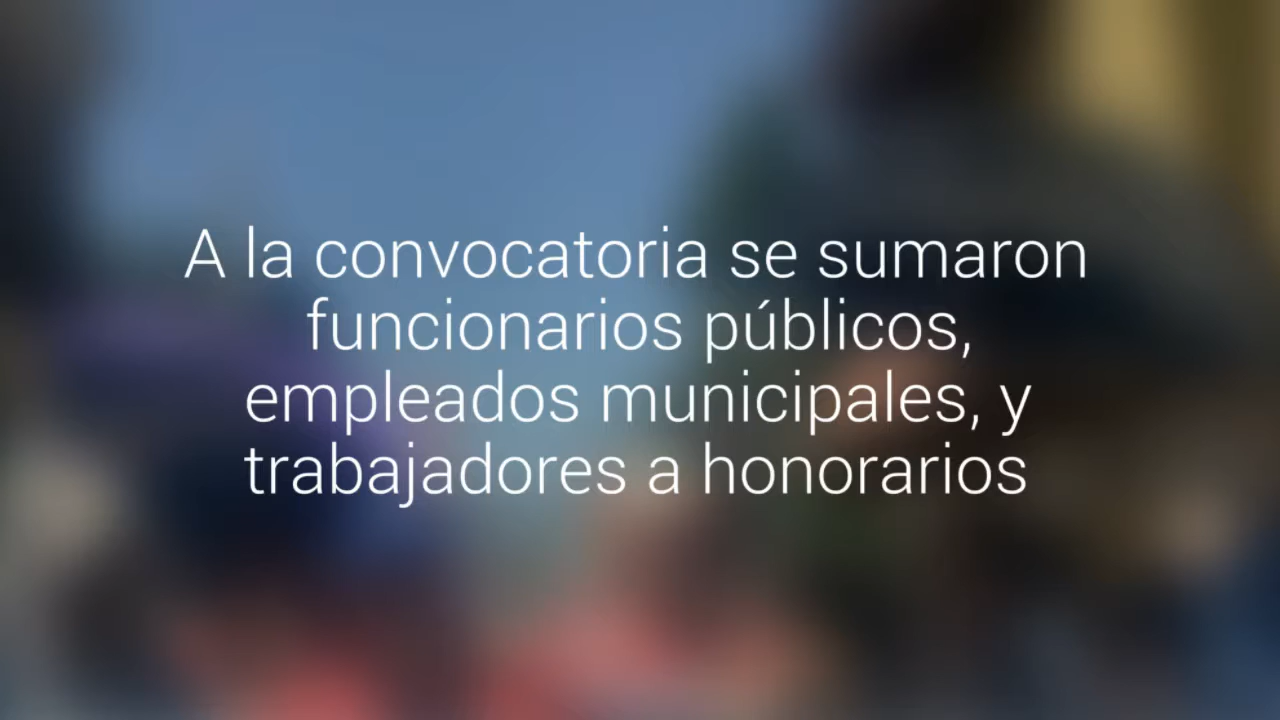 A la convocatoria se sumaron
funcionarios públicos,
empleados municipales, y
trabajadores a honorarios